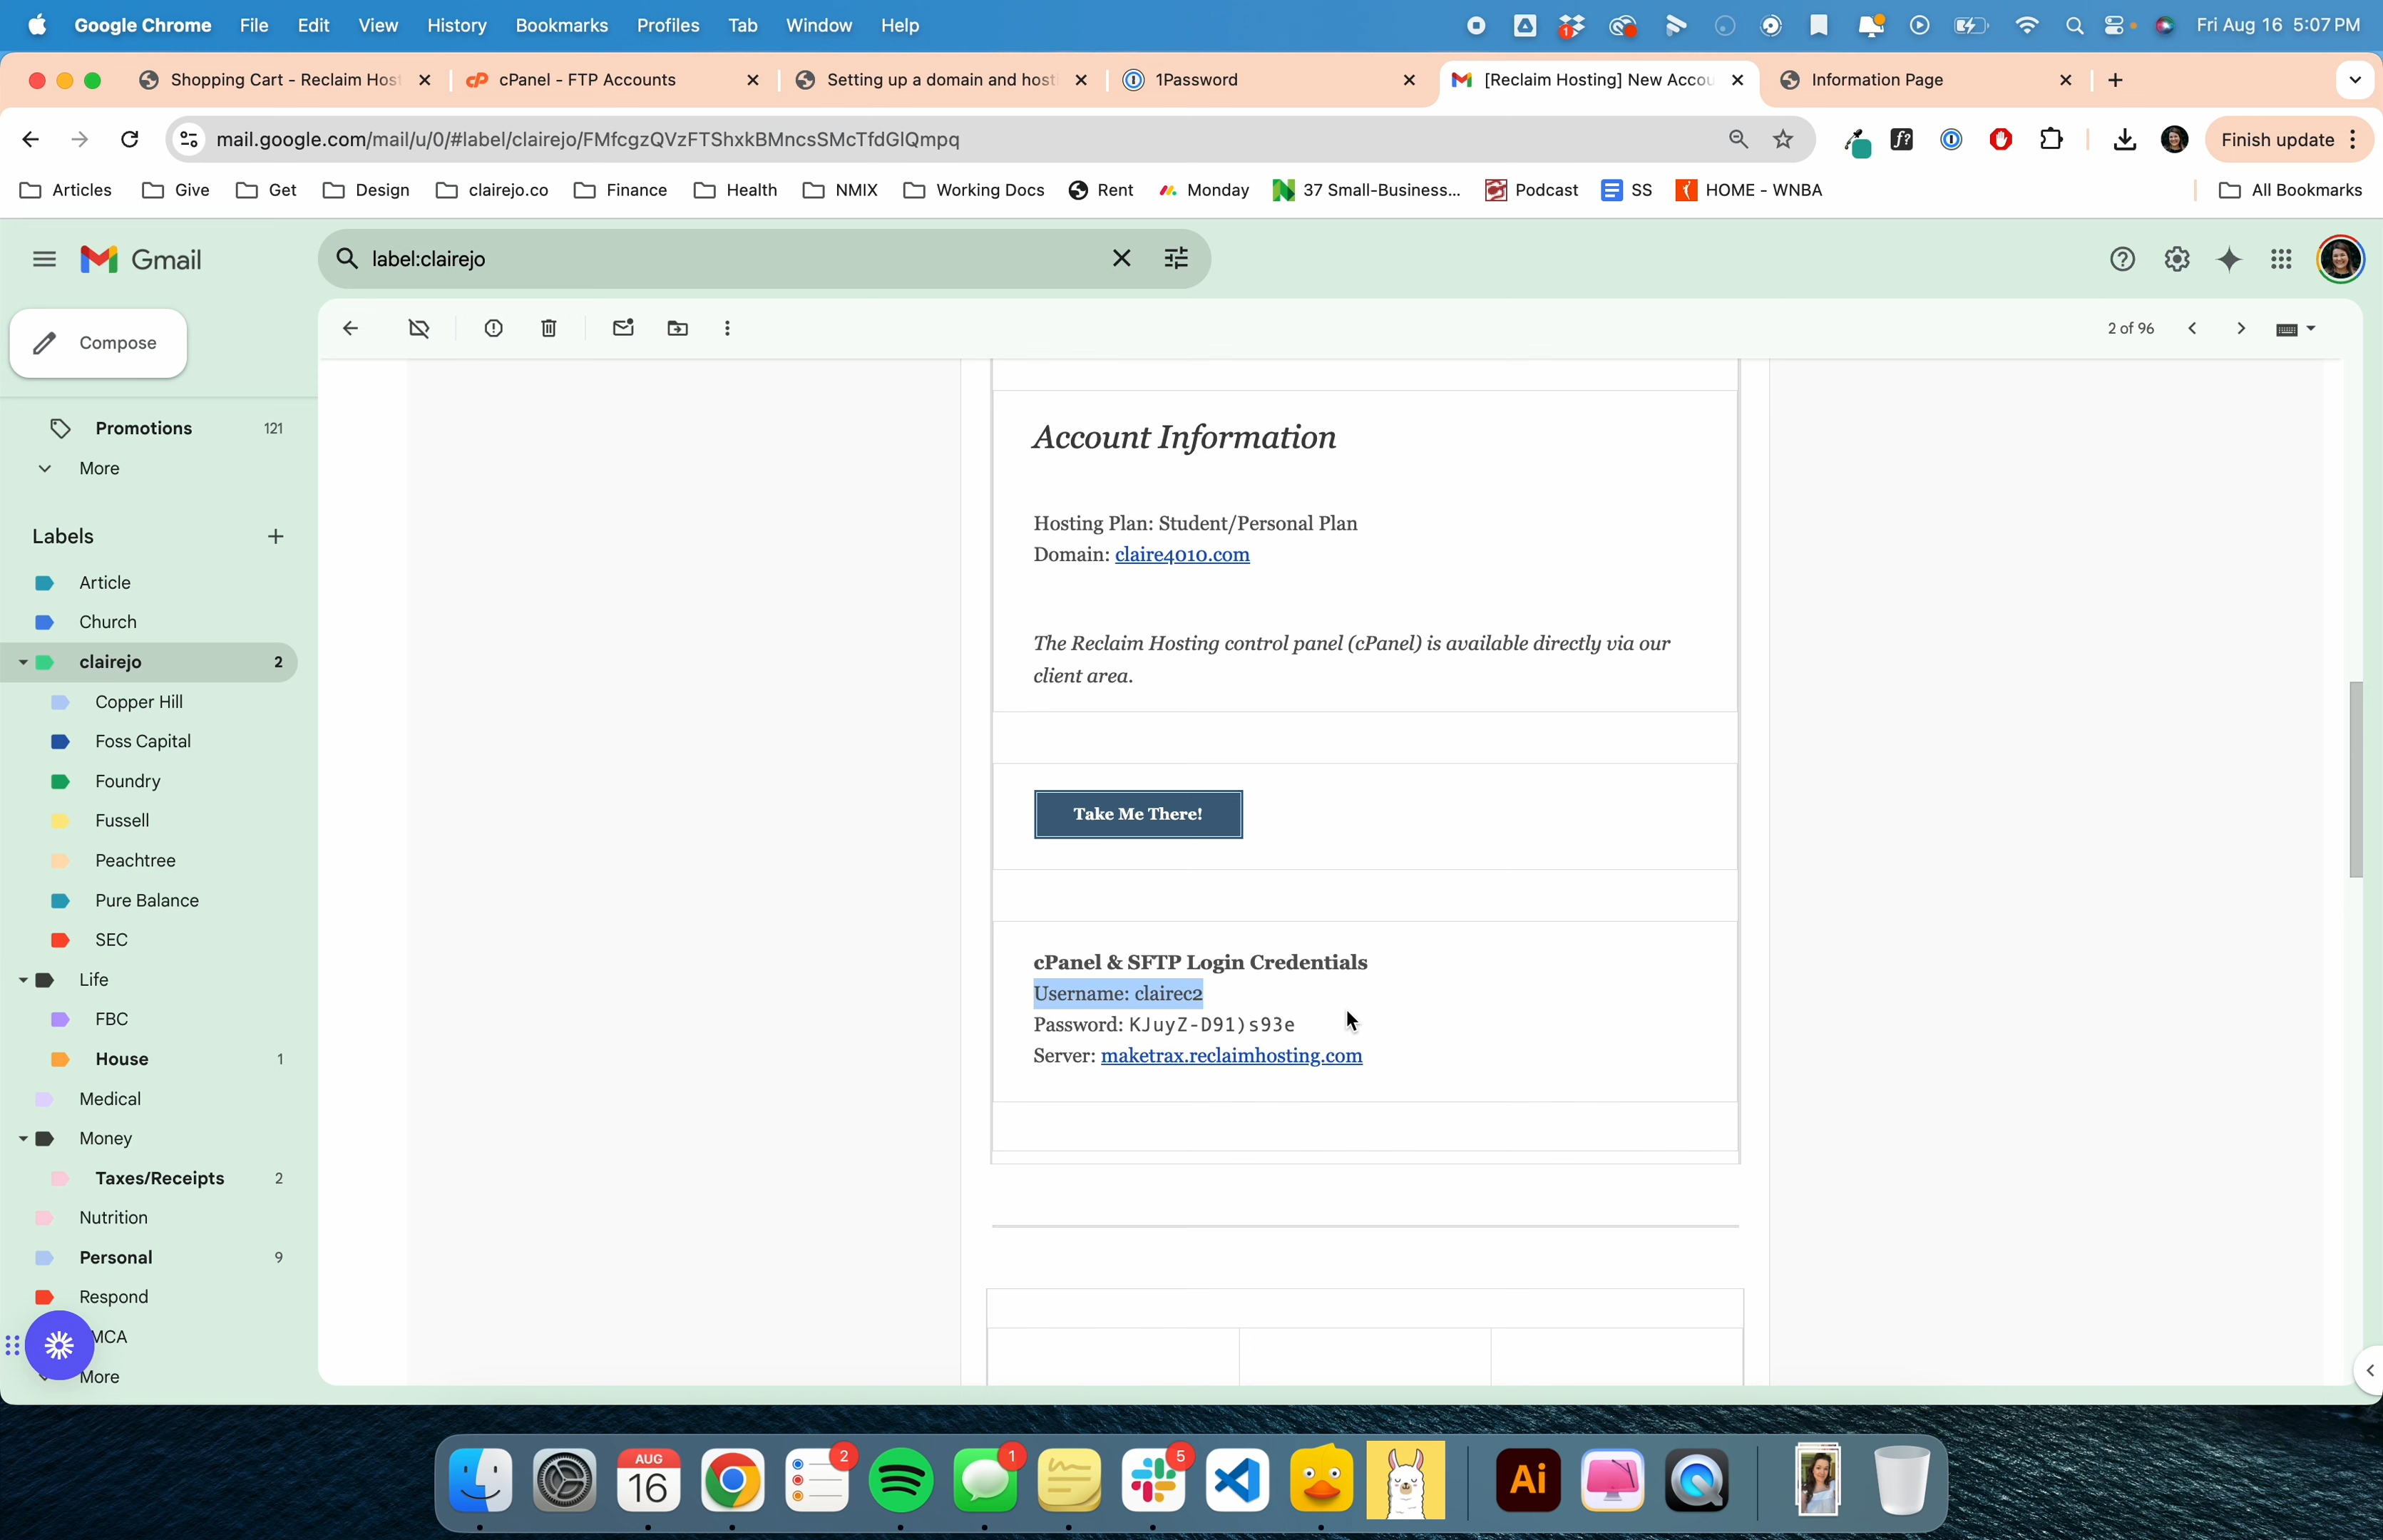 Google Chrome File Edit View History Bookmarks Profiles Tab Window Help
1
Fri Aug 16 5:07 PM
Shopping Cart - Reclaim Host
cPanel - FTP Accounts
Setting up a domain and hosti
1Password
[Reclaim Hosting] New Accou
Information Page
mail.google.com/mail/u/0/#label/clairejo/FMfcgzQVzFTShxkBMncsSMcTfdGlQmpq
f?
Finish update
Articles
Give
Get
Design
clairejo.co
Finance
Health
NMIX
Working Docs
Rent
Monday
37 Small-Business...
Podcast
SS
HOME - WNBA
All Bookmarks
Gmail
label:clairejo
Compose
2 of 96
Promotions 121
More
Labels
Article
Church
clairejo 2
Copper Hill
Foss Capital
Foundry
Fussell
Peachtree
Pure Balance
SEC
Life
FBC
House 1
Medical
Money
Taxes/Receipts 2
Nutrition
Personal 9
Respond
MCA
More
Account Information
Hosting Plan: Student/Personal Plan
Domain: claire4010.com
The Reclaim Hosting control panel (cPanel) is available directly via our
client area.
Take Me There!
cPanel & SFTP Login Credentials
Username: clairec2
Password: KJuyZ-D91)s93e
Server: maketrax.reclaimhosting.com
AUG
16
2
1
5
Ai